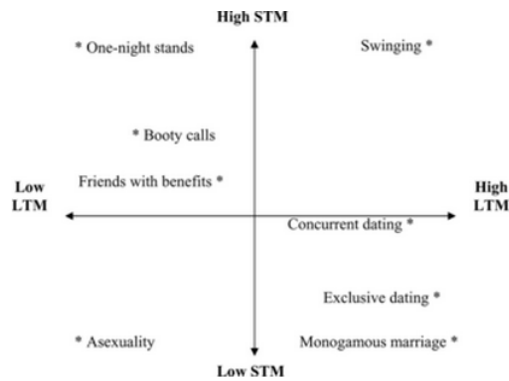 High STM
* One-night stands
Swinging *
* Booty calls
Friends with benefits *
Low
LTM
High
LTM
Concurrent dating *
Exclusive dating *
* Asexuality
Monogamous marriage *
Low STM